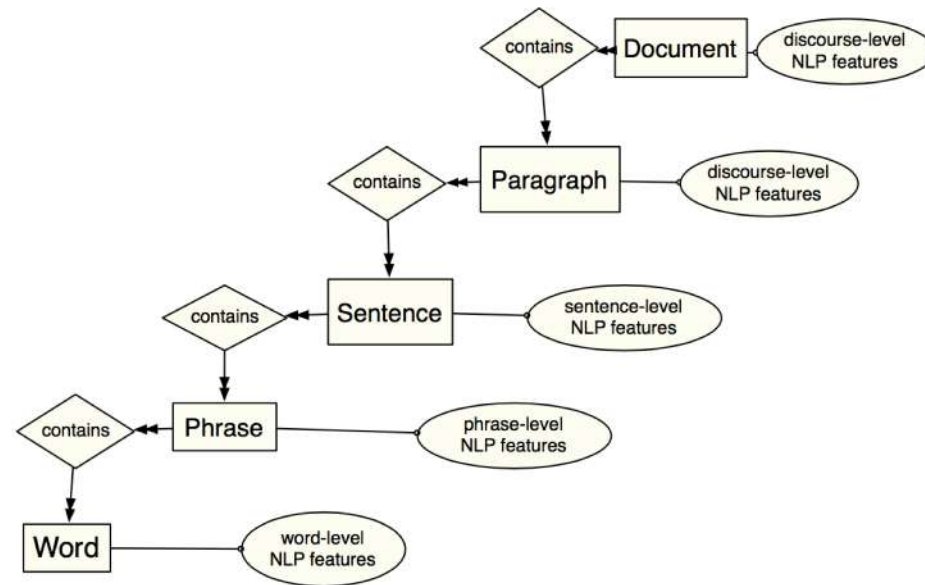 contains
Document
discourse-level
NLP features
contains
Paragraph
discourse-level
NLP features
contains
Sentence
sentence-level
NLP features
contains
Phrase
phrase-level
NLP features
Word
word-level
NLP features